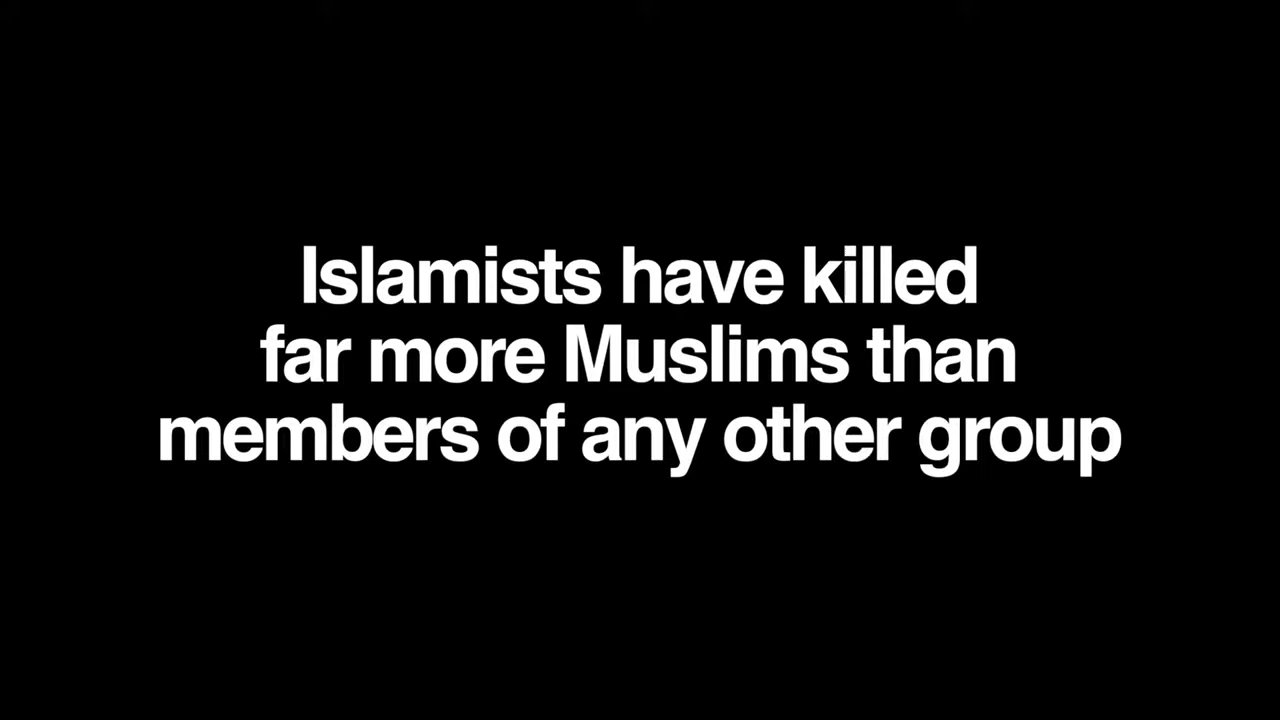 Islamists have killed
far more Muslims than
members of any other group